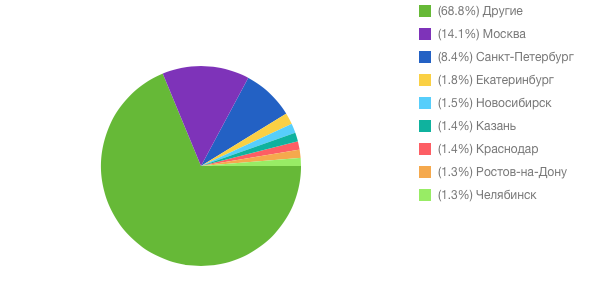 (68.8%) Другие
(14.1%) Москва
(8.4%) Санкт-Петербург
(1.8%) Екатеринбург
(1.5%) Новосибирск
(1.4%) Казань
(1.4%) Краснодар
(1.3%) Ростов-на-Дону
(1.3%) Челябинск